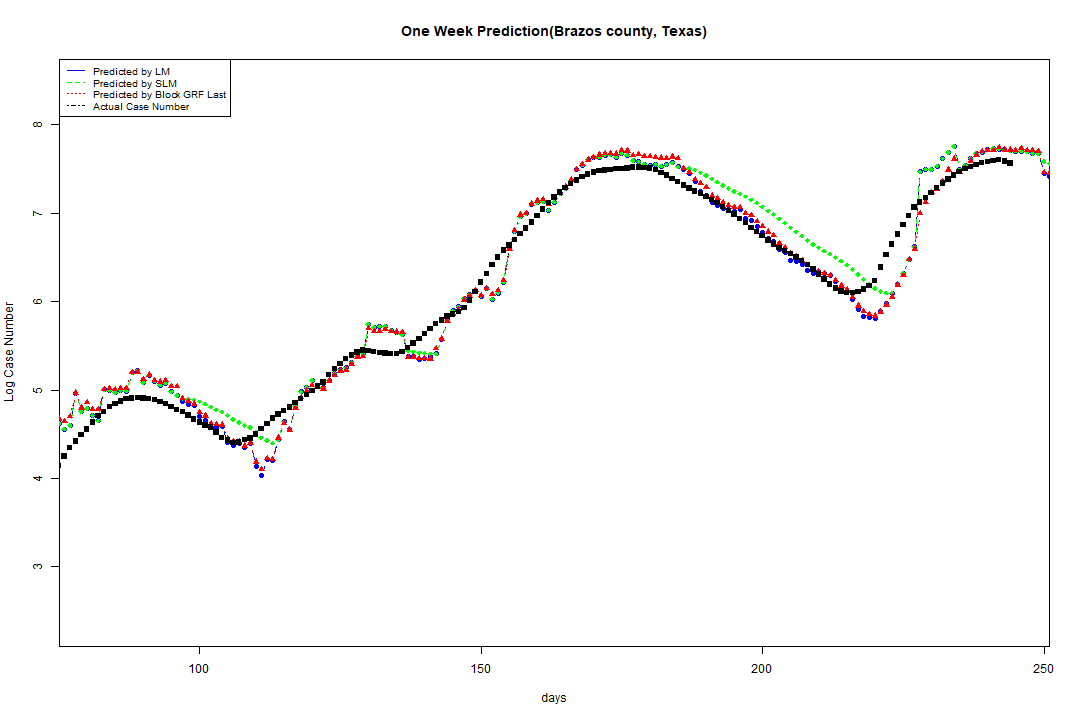 One Week Prediction(Brazos county, Texas)
Predicted by LM
Predicted by SLM
Predicted by Block GRF Last
Actual Case Number
8
7
6
5
4
3
Log Case Number
100 150 200 250
days